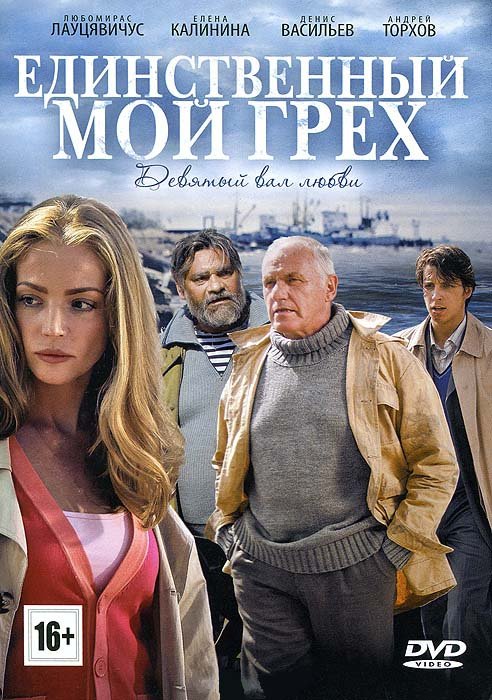 ЛЮБОМИРАС ЛАУЦЯВИЧУС ЕЛЕНА КАЛИНИНА ДЕНИС ВАСИЛЬЕВ АНДРЕЙ ТОРХОВ
ЕДИНСТВЕННЫЙ
МОЙ ГРЕХ
Девятый вал любви
16+
DVD
VIDEO